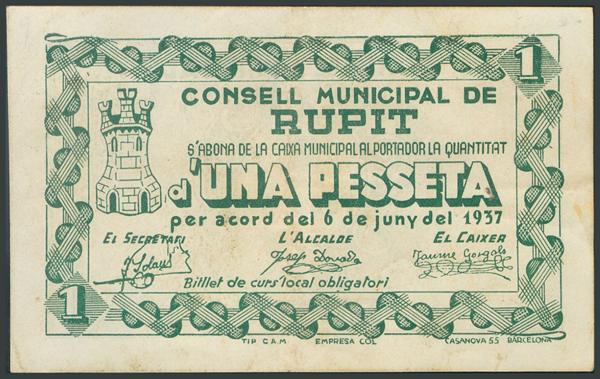 1
CONSELL MUNICIPAL DE
RUPIT
S'ABONA DE LA CAIXA MUNICIPAL AL PORTADOR LA QUANTITAT
d'UNA PESSETA
per acord del 6 de juny del 1937
El SECRETARI L'ALCALDE EL CAIXER
Jaume Gorgols
Billet de curs local obligatori
1
TIP C.A.M EMPRESA COL CASANOVA 55 BARCELONA